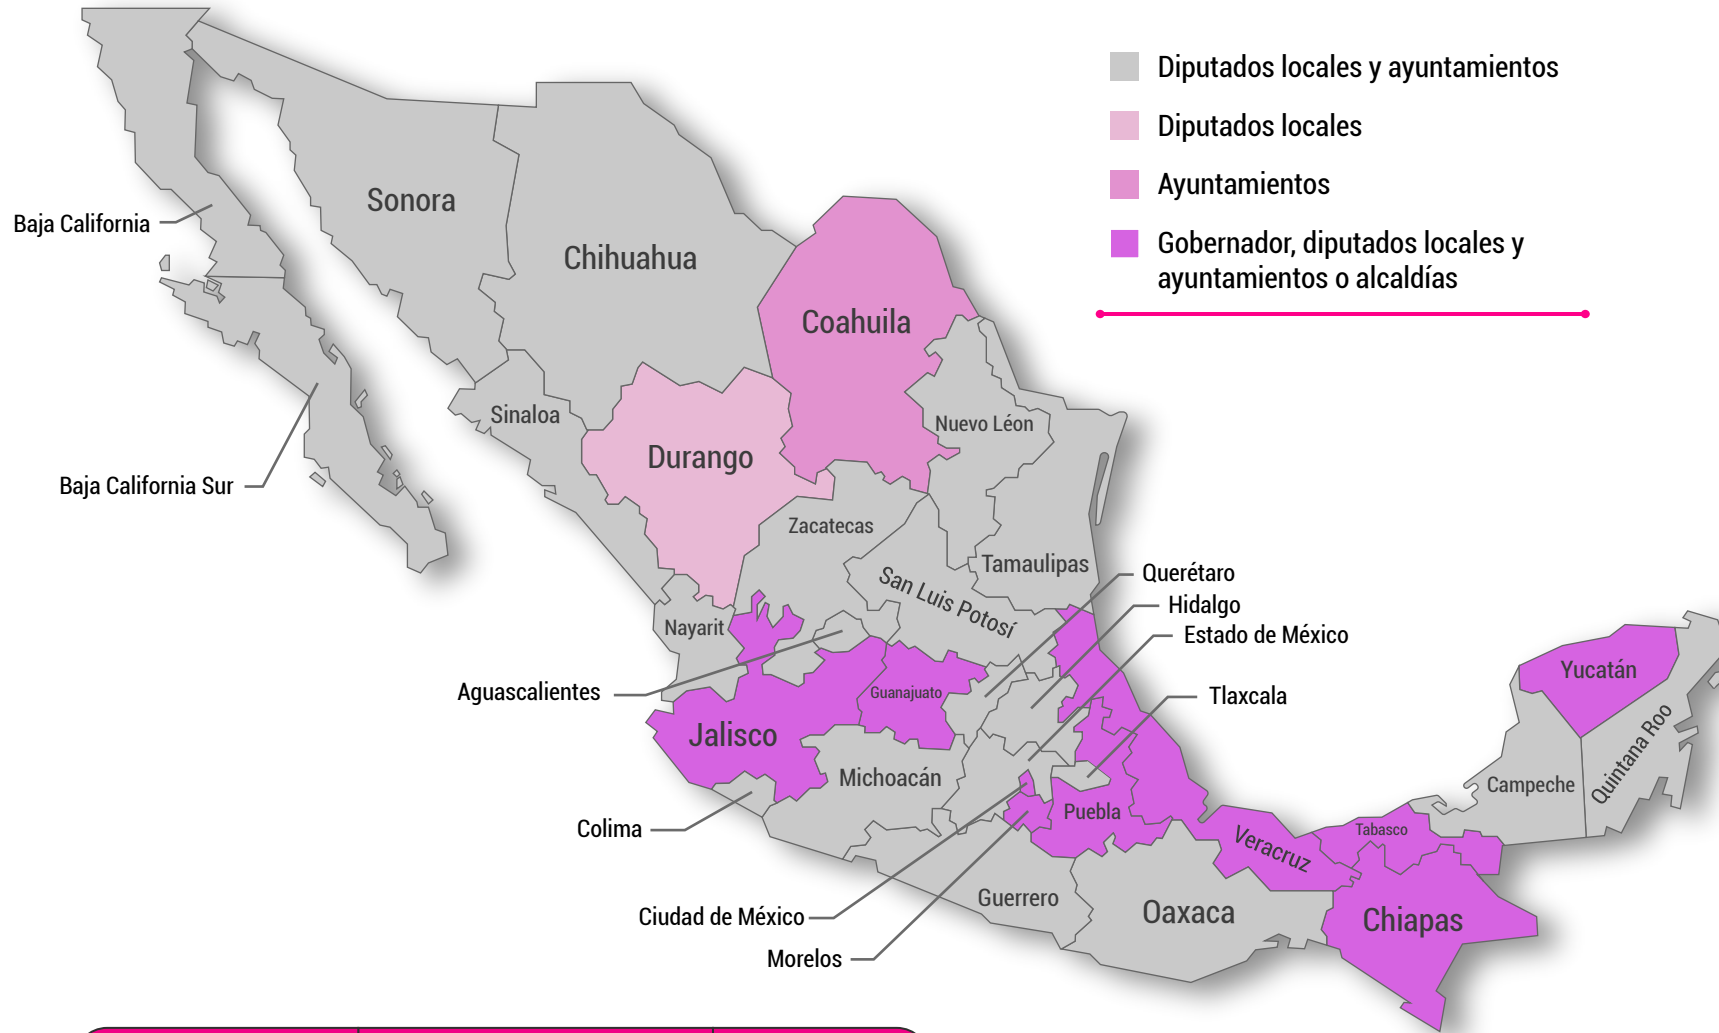 Diputados locales y ayuntamientos
Diputados locales
Ayuntamientos
Gobernador, diputados locales y
ayuntamientos o alcaldías
Baja California
Sonora
Chihuahua
Coahuila
Sinaloa
Nuevo Léon
Durango
Baja California Sur
Zacatecas
Tamaulipas
San Luis Potosí
Querétaro
Hidalgo
Estado de México
Nayarit
Aguascalientes
Guanajuato
Tlaxcala
Yucatán
Jalisco
Michoacán
Quintana Roo
Campeche
Colima
Puebla
Veracruz
Tabasco
Guerrero
Oaxaca
Ciudad de México
Chiapas
Morelos